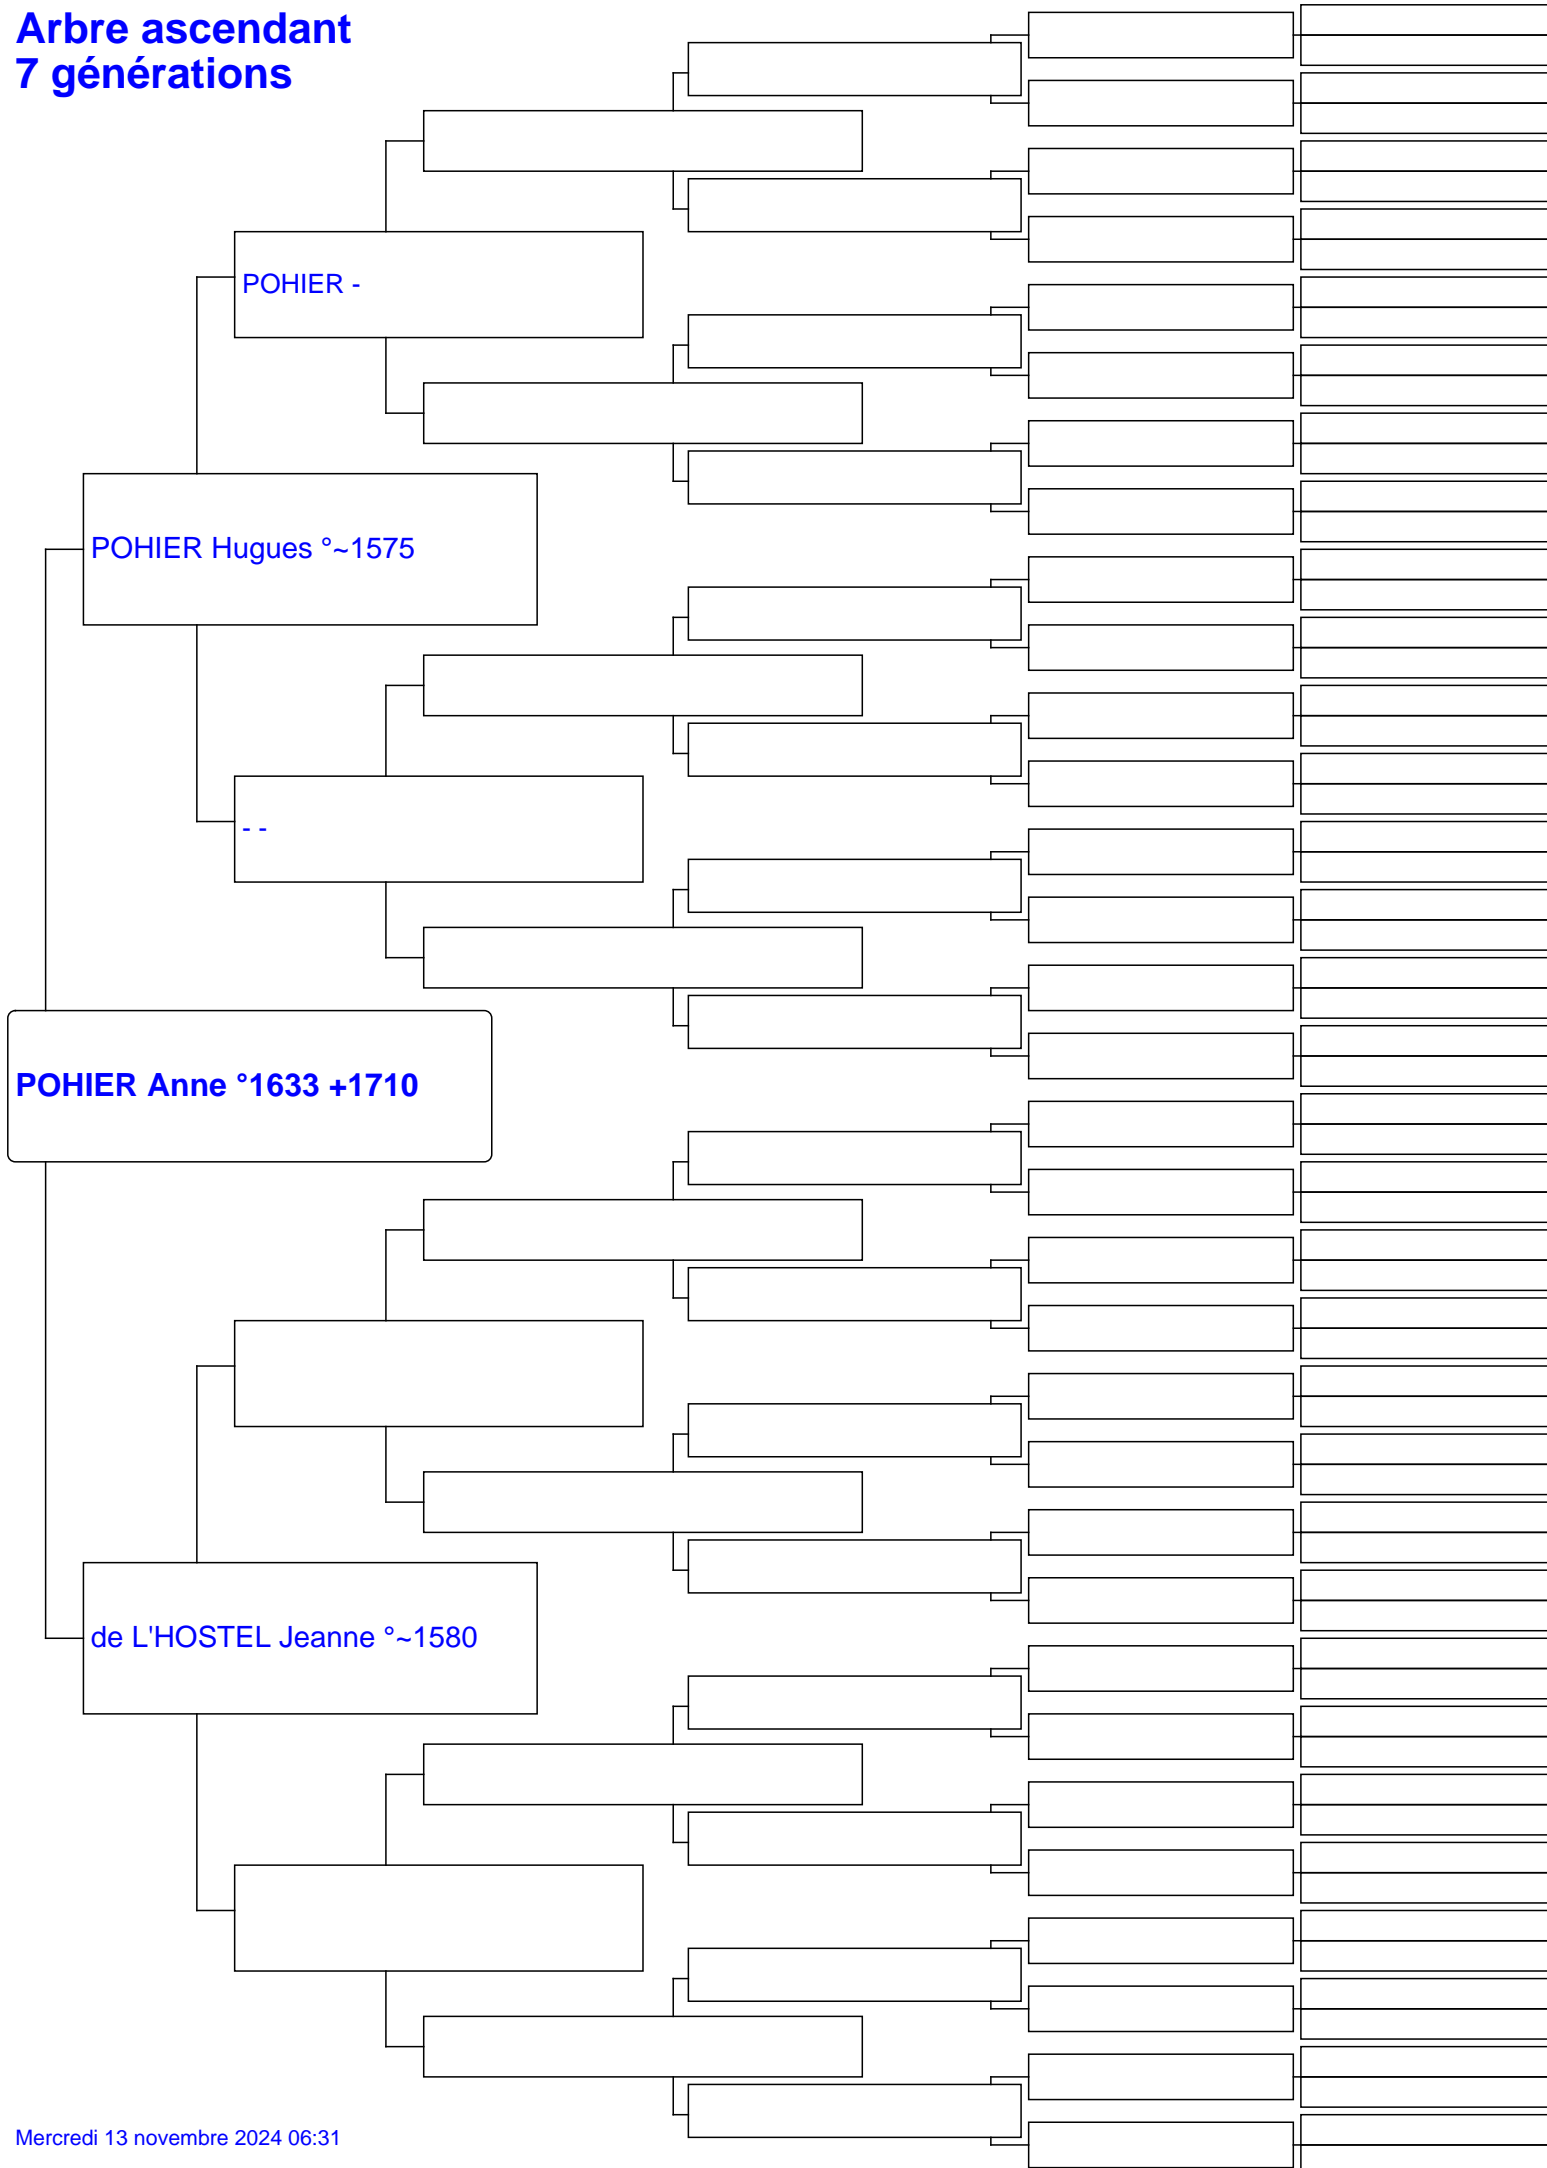 Arbre ascendant
7 générations
POHIER -
POHIER Hugues °~1575
- -
POHIER Anne °1633 +1710
de L'HOSTEL Jeanne °~1580
Mercredi 13 novembre 2024 06:31